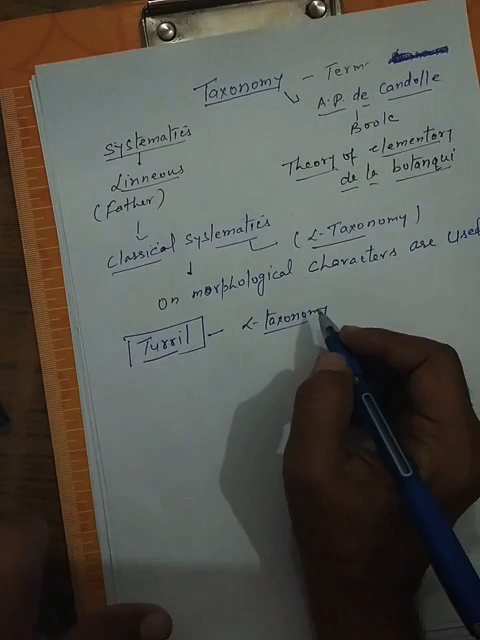 Taxonomy - Term-
A.P. de Candolle
Boole
Theory of elementory
de la botanqui
Systematics
Linneous
(Father)
Classical Systematics (α-Taxonomy)
On morphological characters are used
Turril - α-taxonomy